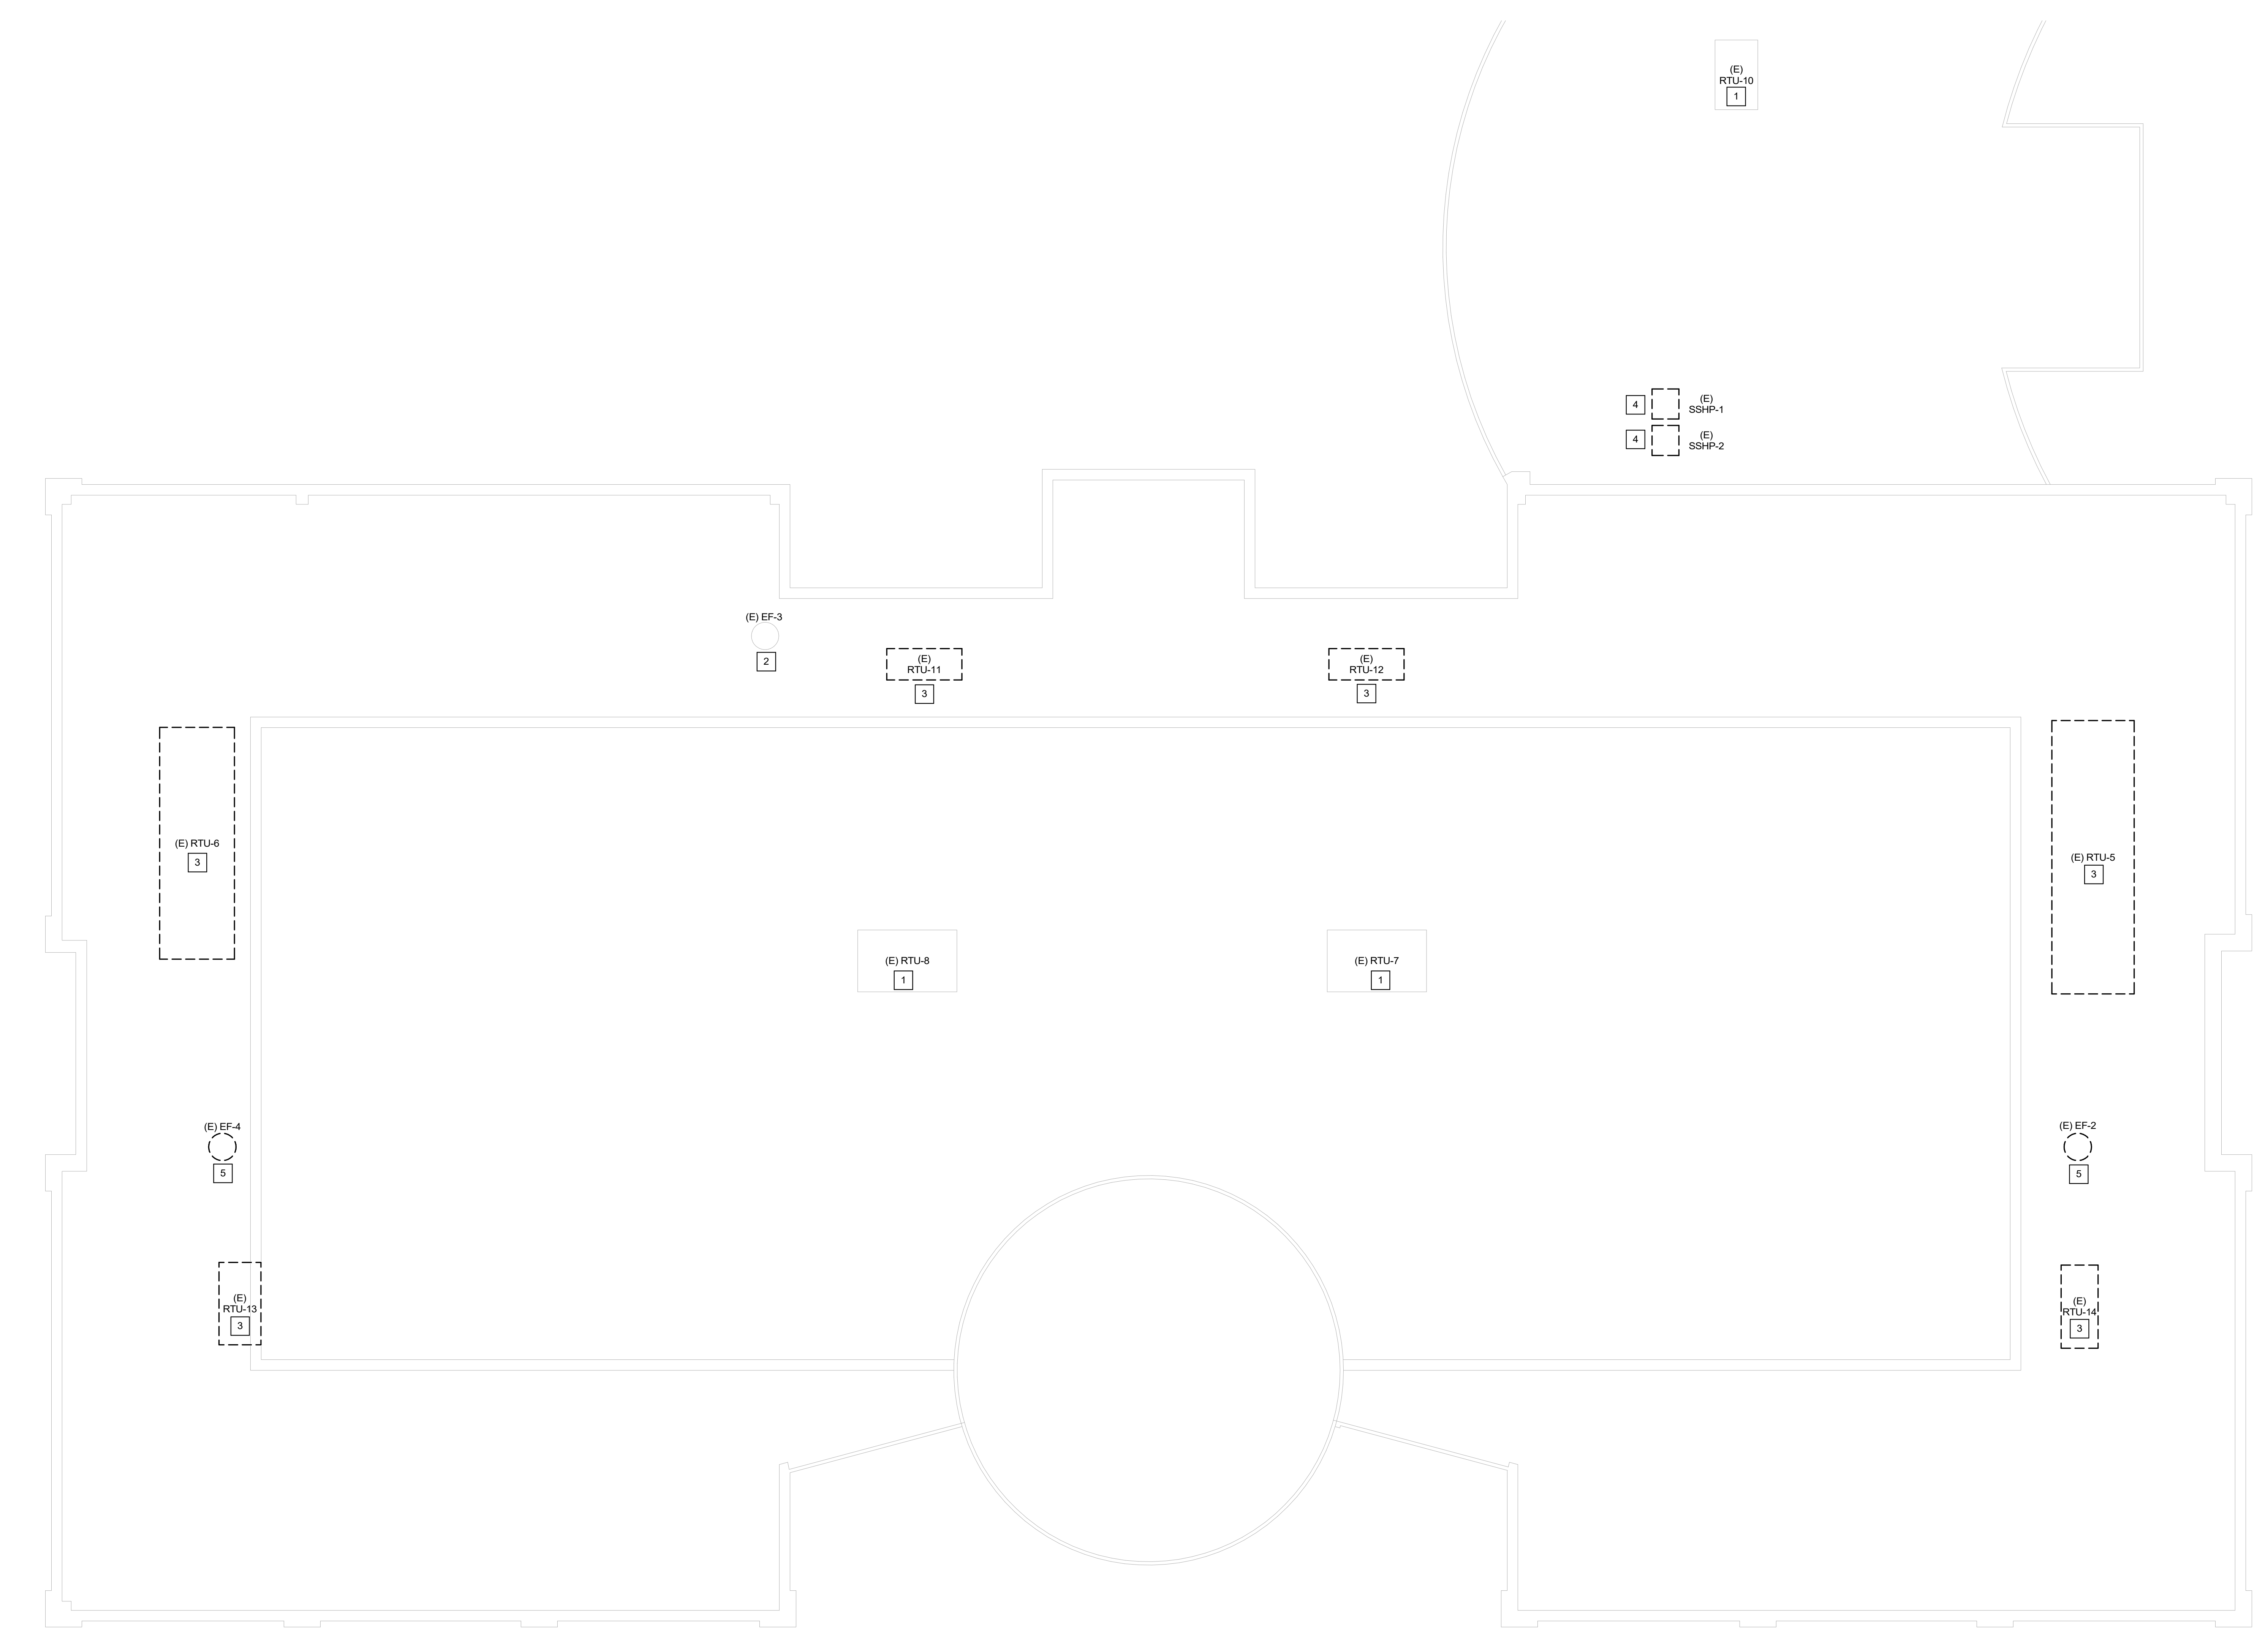 (E)
RTU-10
1
4
(E)
SSHP-1
4
(E)
SSHP-2
(E) EF-3
2
(E)
RTU-11
3
(E)
RTU-12
3
(E) RTU-6
3
(E) RTU-5
3
(E) RTU-8
1
(E) RTU-7
1
(E) EF-4
5
(E) EF-2
5
(E)
RTU-13
3
(E)
RTU-14
3